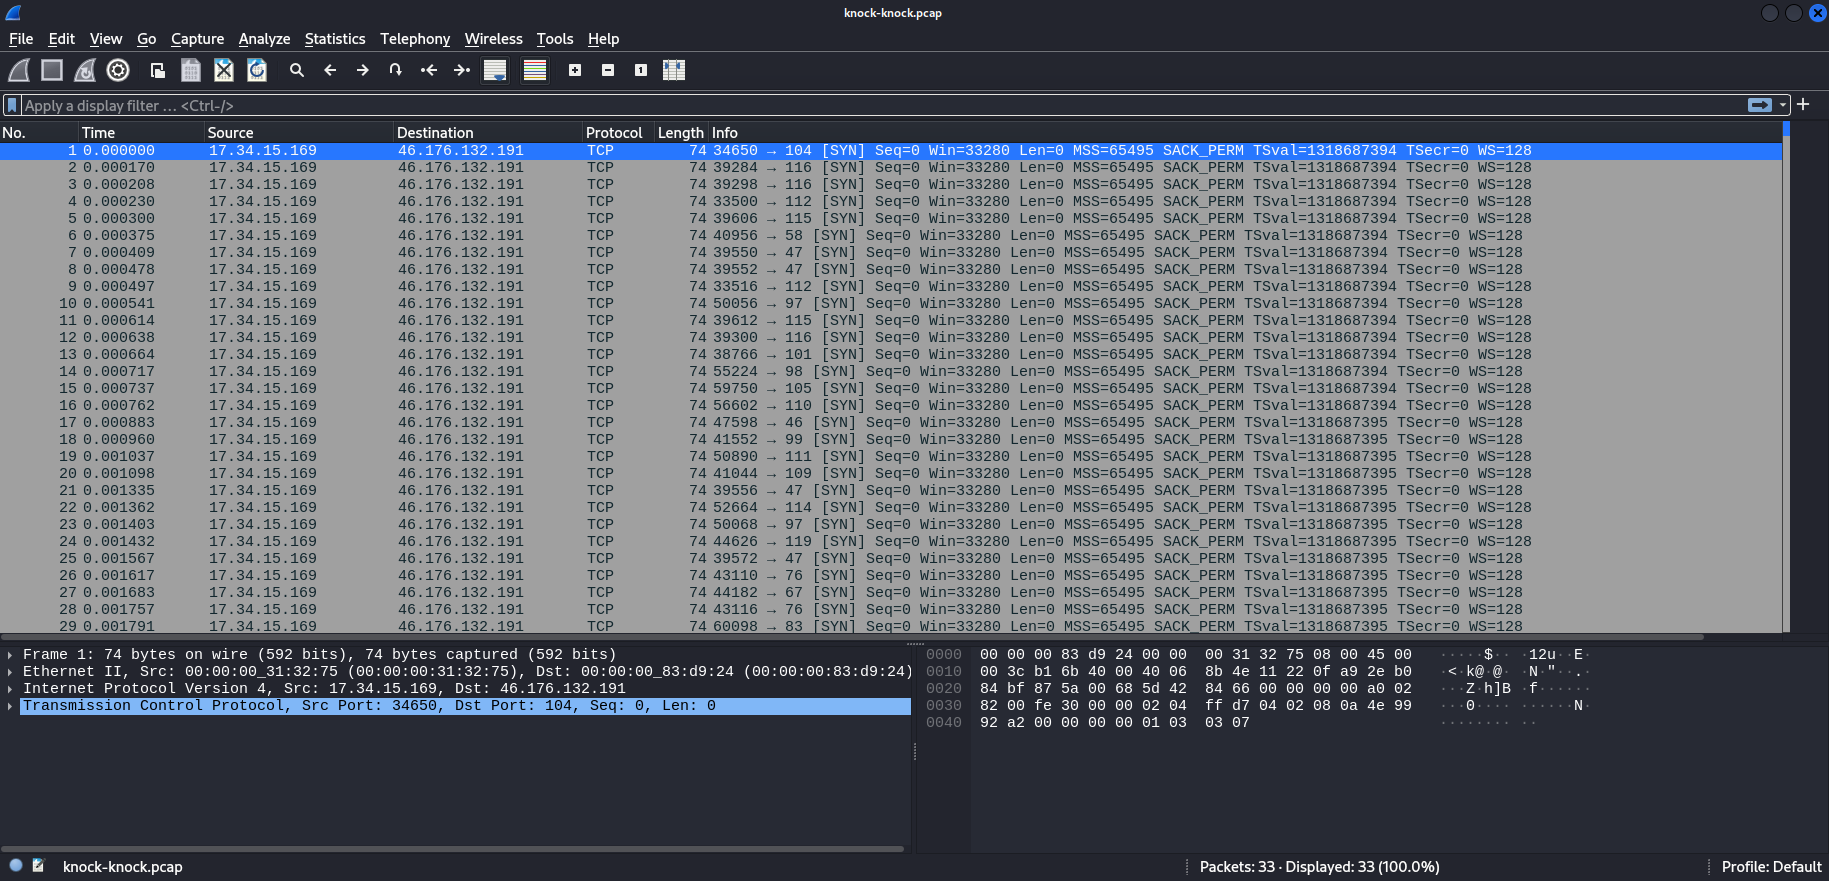 knock-knock.pcap
File Edit View Go Capture Analyze Statistics Telephony Wireless Tools Help
Apply a display filter … <Ctrl-/>
No. Time Source Destination Protocol Length Info
1 0.000000 17.34.15.169 46.176.132.191 TCP 74 34650 → 104 [SYN] Seq=0 Win=33280 Len=0 MSS=65495 SACK_PERM TSval=1318687394 TSecr=0 WS=128
2 0.000170 17.34.15.169 46.176.132.191 TCP 74 39284 → 116 [SYN] Seq=0 Win=33280 Len=0 MSS=65495 SACK_PERM TSval=1318687394 TSecr=0 WS=128
3 0.000208 17.34.15.169 46.176.132.191 TCP 74 39298 → 116 [SYN] Seq=0 Win=33280 Len=0 MSS=65495 SACK_PERM TSval=1318687394 TSecr=0 WS=128
4 0.000230 17.34.15.169 46.176.132.191 TCP 74 33500 → 112 [SYN] Seq=0 Win=33280 Len=0 MSS=65495 SACK_PERM TSval=1318687394 TSecr=0 WS=128
5 0.000300 17.34.15.169 46.176.132.191 TCP 74 39606 → 115 [SYN] Seq=0 Win=33280 Len=0 MSS=65495 SACK_PERM TSval=1318687394 TSecr=0 WS=128
6 0.000375 17.34.15.169 46.176.132.191 TCP 74 40956 → 58 [SYN] Seq=0 Win=33280 Len=0 MSS=65495 SACK_PERM TSval=1318687394 TSecr=0 WS=128
7 0.000409 17.34.15.169 46.176.132.191 TCP 74 39550 → 47 [SYN] Seq=0 Win=33280 Len=0 MSS=65495 SACK_PERM TSval=1318687394 TSecr=0 WS=128
8 0.000478 17.34.15.169 46.176.132.191 TCP 74 39552 → 47 [SYN] Seq=0 Win=33280 Len=0 MSS=65495 SACK_PERM TSval=1318687394 TSecr=0 WS=128
9 0.000497 17.34.15.169 46.176.132.191 TCP 74 33516 → 112 [SYN] Seq=0 Win=33280 Len=0 MSS=65495 SACK_PERM TSval=1318687394 TSecr=0 WS=128
10 0.000541 17.34.15.169 46.176.132.191 TCP 74 50056 → 97 [SYN] Seq=0 Win=33280 Len=0 MSS=65495 SACK_PERM TSval=1318687394 TSecr=0 WS=128
11 0.000614 17.34.15.169 46.176.132.191 TCP 74 39612 → 115 [SYN] Seq=0 Win=33280 Len=0 MSS=65495 SACK_PERM TSval=1318687394 TSecr=0 WS=128
12 0.000638 17.34.15.169 46.176.132.191 TCP 74 39300 → 116 [SYN] Seq=0 Win=33280 Len=0 MSS=65495 SACK_PERM TSval=1318687394 TSecr=0 WS=128
13 0.000664 17.34.15.169 46.176.132.191 TCP 74 38766 → 101 [SYN] Seq=0 Win=33280 Len=0 MSS=65495 SACK_PERM TSval=1318687394 TSecr=0 WS=128
14 0.000717 17.34.15.169 46.176.132.191 TCP 74 55224 → 98 [SYN] Seq=0 Win=33280 Len=0 MSS=65495 SACK_PERM TSval=1318687394 TSecr=0 WS=128
15 0.000737 17.34.15.169 46.176.132.191 TCP 74 59750 → 105 [SYN] Seq=0 Win=33280 Len=0 MSS=65495 SACK_PERM TSval=1318687394 TSecr=0 WS=128
16 0.000762 17.34.15.169 46.176.132.191 TCP 74 56602 → 110 [SYN] Seq=0 Win=33280 Len=0 MSS=65495 SACK_PERM TSval=1318687394 TSecr=0 WS=128
17 0.000883 17.34.15.169 46.176.132.191 TCP 74 47598 → 46 [SYN] Seq=0 Win=33280 Len=0 MSS=65495 SACK_PERM TSval=1318687395 TSecr=0 WS=128
18 0.000960 17.34.15.169 46.176.132.191 TCP 74 41552 → 99 [SYN] Seq=0 Win=33280 Len=0 MSS=65495 SACK_PERM TSval=1318687395 TSecr=0 WS=128
19 0.001037 17.34.15.169 46.176.132.191 TCP 74 50890 → 111 [SYN] Seq=0 Win=33280 Len=0 MSS=65495 SACK_PERM TSval=1318687395 TSecr=0 WS=128
20 0.001098 17.34.15.169 46.176.132.191 TCP 74 41044 → 109 [SYN] Seq=0 Win=33280 Len=0 MSS=65495 SACK_PERM TSval=1318687395 TSecr=0 WS=128
21 0.001335 17.34.15.169 46.176.132.191 TCP 74 39556 → 47 [SYN] Seq=0 Win=33280 Len=0 MSS=65495 SACK_PERM TSval=1318687395 TSecr=0 WS=128
22 0.001362 17.34.15.169 46.176.132.191 TCP 74 52664 → 114 [SYN] Seq=0 Win=33280 Len=0 MSS=65495 SACK_PERM TSval=1318687395 TSecr=0 WS=128
23 0.001403 17.34.15.169 46.176.132.191 TCP 74 50068 → 97 [SYN] Seq=0 Win=33280 Len=0 MSS=65495 SACK_PERM TSval=1318687395 TSecr=0 WS=128
24 0.001432 17.34.15.169 46.176.132.191 TCP 74 44626 → 119 [SYN] Seq=0 Win=33280 Len=0 MSS=65495 SACK_PERM TSval=1318687395 TSecr=0 WS=128
25 0.001567 17.34.15.169 46.176.132.191 TCP 74 39572 → 47 [SYN] Seq=0 Win=33280 Len=0 MSS=65495 SACK_PERM TSval=1318687395 TSecr=0 WS=128
26 0.001617 17.34.15.169 46.176.132.191 TCP 74 43110 → 76 [SYN] Seq=0 Win=33280 Len=0 MSS=65495 SACK_PERM TSval=1318687395 TSecr=0 WS=128
27 0.001683 17.34.15.169 46.176.132.191 TCP 74 44182 → 67 [SYN] Seq=0 Win=33280 Len=0 MSS=65495 SACK_PERM TSval=1318687395 TSecr=0 WS=128
28 0.001757 17.34.15.169 46.176.132.191 TCP 74 43116 → 76 [SYN] Seq=0 Win=33280 Len=0 MSS=65495 SACK_PERM TSval=1318687395 TSecr=0 WS=128
29 0.001791 17.34.15.169 46.176.132.191 TCP 74 60098 → 83 [SYN] Seq=0 Win=33280 Len=0 MSS=65495 SACK_PERM TSval=1318687395 TSecr=0 WS=128
Frame 1: 74 bytes on wire (592 bits), 74 bytes captured (592 bits)
Ethernet II, Src: 00:00:00_31:32:75 (00:00:00:31:32:75), Dst: 00:00:00_83:d9:24 (00:00:00:83:d9:24)
Internet Protocol Version 4, Src: 17.34.15.169, Dst: 46.176.132.191
Transmission Control Protocol, Src Port: 34650, Dst Port: 104, Seq: 0, Len: 0
0000 00 00 00 83 d9 24 00 00 00 31 32 75 08 00 45 00 ·····$·· ·12u··E·
0010 00 3c b1 6b 40 00 40 06 8b 4e 11 22 0f a9 2e b0 ·<·k@·@· ·N·"··.·
0020 84 bf 87 5a 00 68 5d 42 84 66 00 00 00 00 a0 02 ···Z·h]B ·f······
0030 82 00 fe 30 00 00 02 04 ff d7 04 02 08 0a 4e 99 ···0···· ······N·
0040 92 a2 00 00 00 00 01 03 03 07 ········ ··
knock-knock.pcap
Packets: 33 · Displayed: 33 (100.0%)
Profile: Default